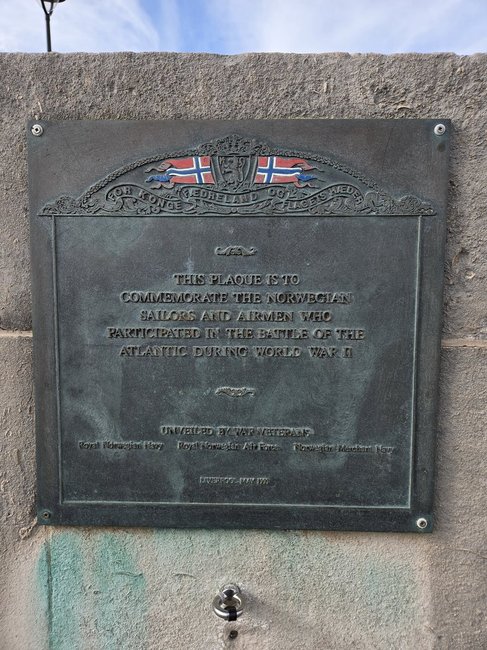 FOR KONGE FEDRELAND OG FLAGGETS HEDER
THIS PLAQUE IS TO
COMMEMORATE THE NORWEGIAN
SAILORS AND AIRMEN WHO
PARTICIPATED IN THE BATTLE OF THE
ATLANTIC DURING WORLD WAR II
UNVEILED BY WAR VETERANS
Royal Norwegian Navy Royal Norwegian Air Force Norwegian Merchant Navy
LIVERPOOL MAY